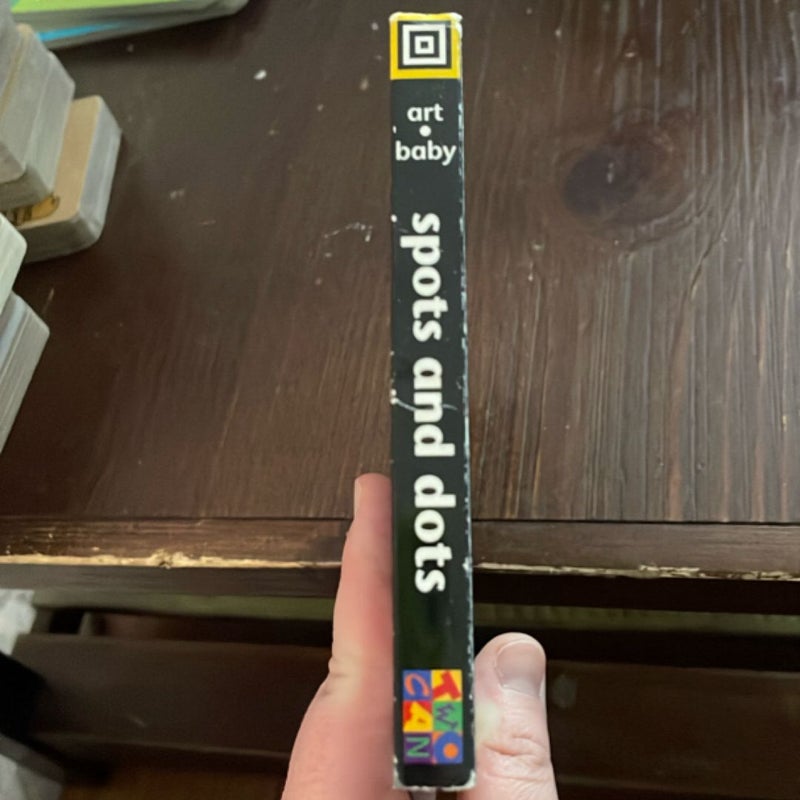 art
•
baby
spots and dots
TWO
CAN